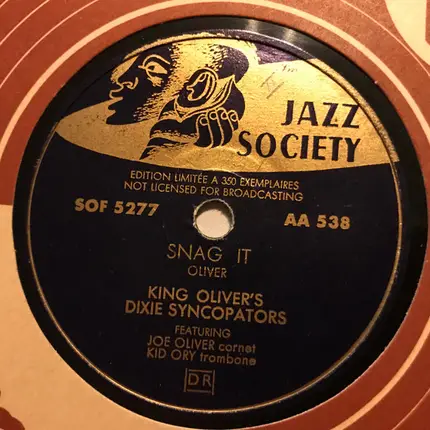 JAZZ
SOCIETY
EDITION LIMITÉE A 350 EXEMPLAIRES
NOT LICENSED FOR BROADCASTING
SOF 5277 AA 538
SNAG IT
OLIVER
KING OLIVER'S
DIXIE SYNCOPATORS
FEATURING
JOE OLIVER cornet
KID ORY trombone
DR